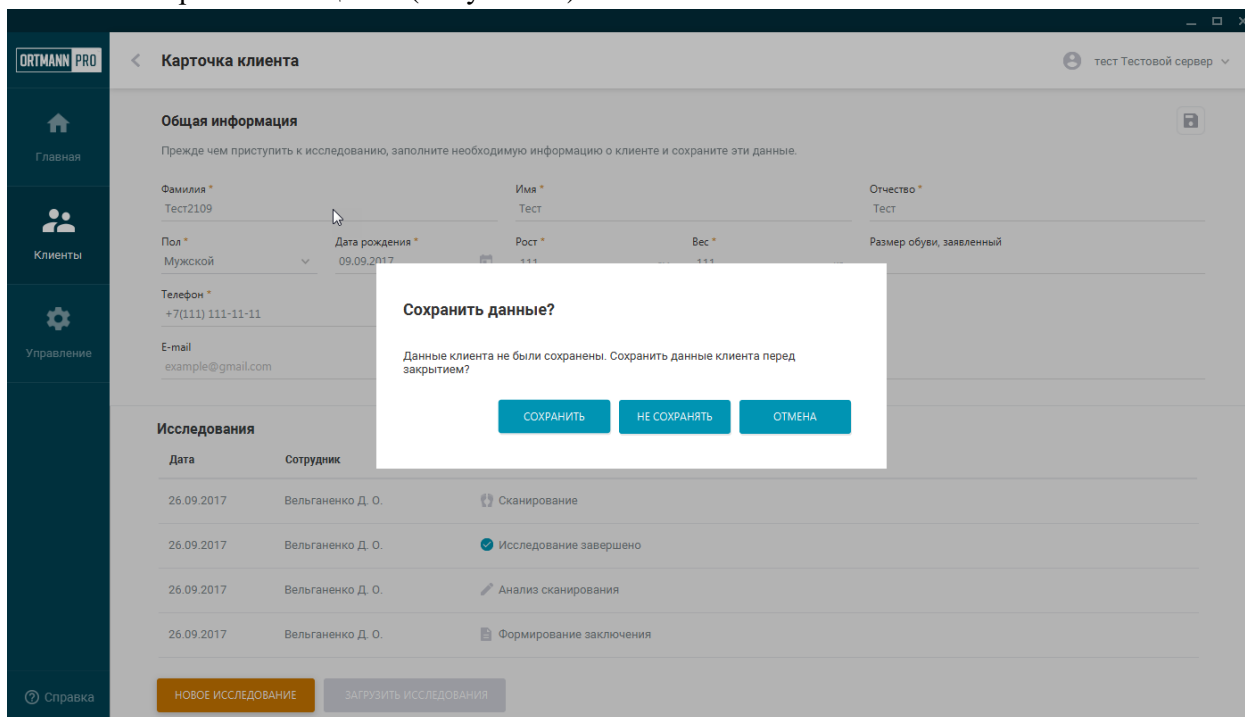 ORTMANN PRO
Карточка клиента
тест Тестовой сервер
Главная
Клиенты
Управление
Справка
Общая информация
Прежде чем приступить к исследованию, заполните необходимую информацию о клиенте и сохраните эти данные.
Фамилия * Имя * Отчество *
Тест2109 Тест Тест
Пол * Дата рождения * Рост * Вес * Размер обуви, заявленный
Мужской 09.09.2017 111 111
Телефон *
+7(111) 111-11-11
E-mail
example@gmail.com
Сохранить данные?
Данные клиента не были сохранены. Сохранить данные клиента перед
закрытием?
СОХРАНИТЬ НЕ СОХРАНЯТЬ ОТМЕНА
Исследования
Дата Сотрудник
26.09.2017 Вельганенко Д. О. Сканирование
26.09.2017 Вельганенко Д. О. Исследование завершено
26.09.2017 Вельганенко Д. О. Анализ сканирования
26.09.2017 Вельганенко Д. О. Формирование заключения
НОВОЕ ИССЛЕДОВАНИЕ ЗАГРУЗИТЬ ИССЛЕДОВАНИЯ